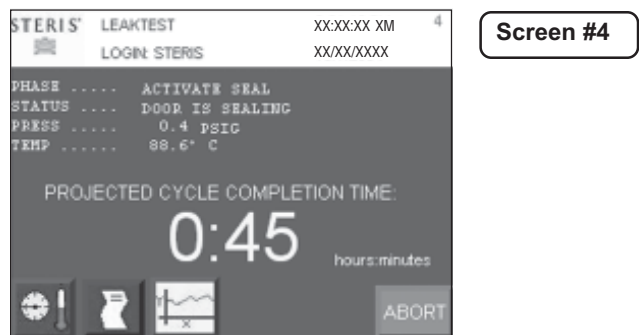 STERIS® LEAKTEST XX:XX:XX XM 4
LOGIN: STERIS XX/XX/XXXX
Screen #4
PHASE ..... ACTIVATE SEAL
STATUS .... DOOR IS SEALING
PRESS ..... 0.4 PSIG
TEMP ...... 88.6° C
PROJECTED CYCLE COMPLETION TIME:
0:45
hours:minutes
ABORT